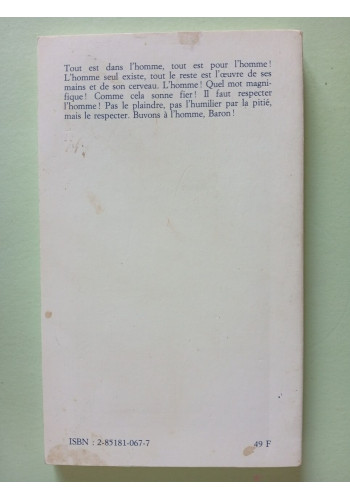 Tout est dans l'homme, tout est pour l'homme!
L'homme seul existe, tout le reste est l'œuvre de ses
mains et de son cerveau. L'homme! Quel mot magni-
fique! Comme cela sonne fier! Il faut respecter
l'homme! Pas le plaindre, pas l'humilier par la pitié,
mais le respecter. Buvons à l'homme, Baron!
ISBN : 2-85181-067-7
49 F